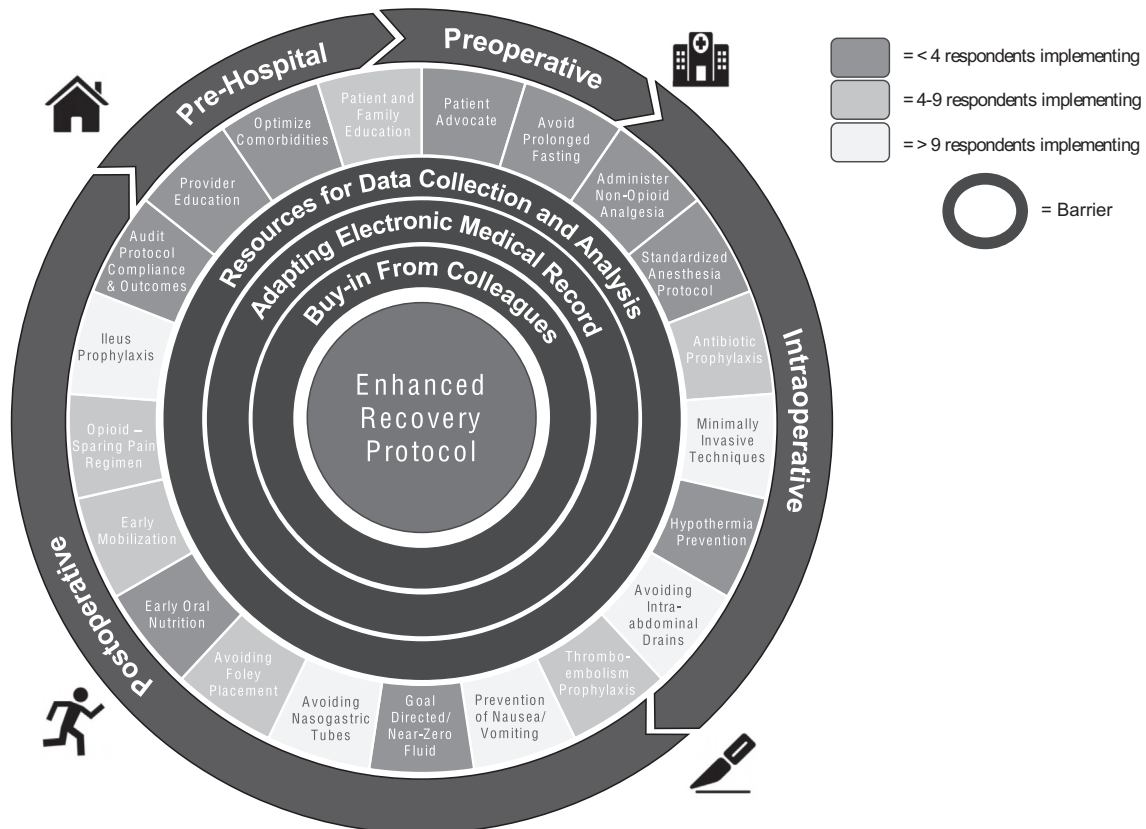 Pre-Hospital
Preoperative
Intraoperative
Postoperative
Patient and
Family
Education
Patient
Advocate
Avoid
Prolonged
Fasting
Administer
Non-Opioid
Analgesia
Standardized
Anesthesia
Protocol
Antibiotic
Prophylaxis
Minimally
Invasive
Techniques
Hypothermia
Prevention
Avoiding
Intra-
abdominal
Drains
Thrombo-
embolism
Prophylaxis
Prevention
of Nausea/
Vomiting
Goal
Directed/
Near-Zero
Fluid
Avoiding
Nasogastric
Tubes
Avoiding
Foley
Placement
Early Oral
Nutrition
Early
Mobilization
Opioid –
Sparing Pain
Regimen
Ileus
Prophylaxis
Audit
Protocol
Compliance
& Outcomes
Provider
Education
Optimize
Comorbidities
Resources for Data Collection and Analysis
Adapting Electronic Medical Record
Buy-in From Colleagues
Enhanced
Recovery
Protocol
= < 4 respondents implementing
= 4-9 respondents implementing
= > 9 respondents implementing
= Barrier